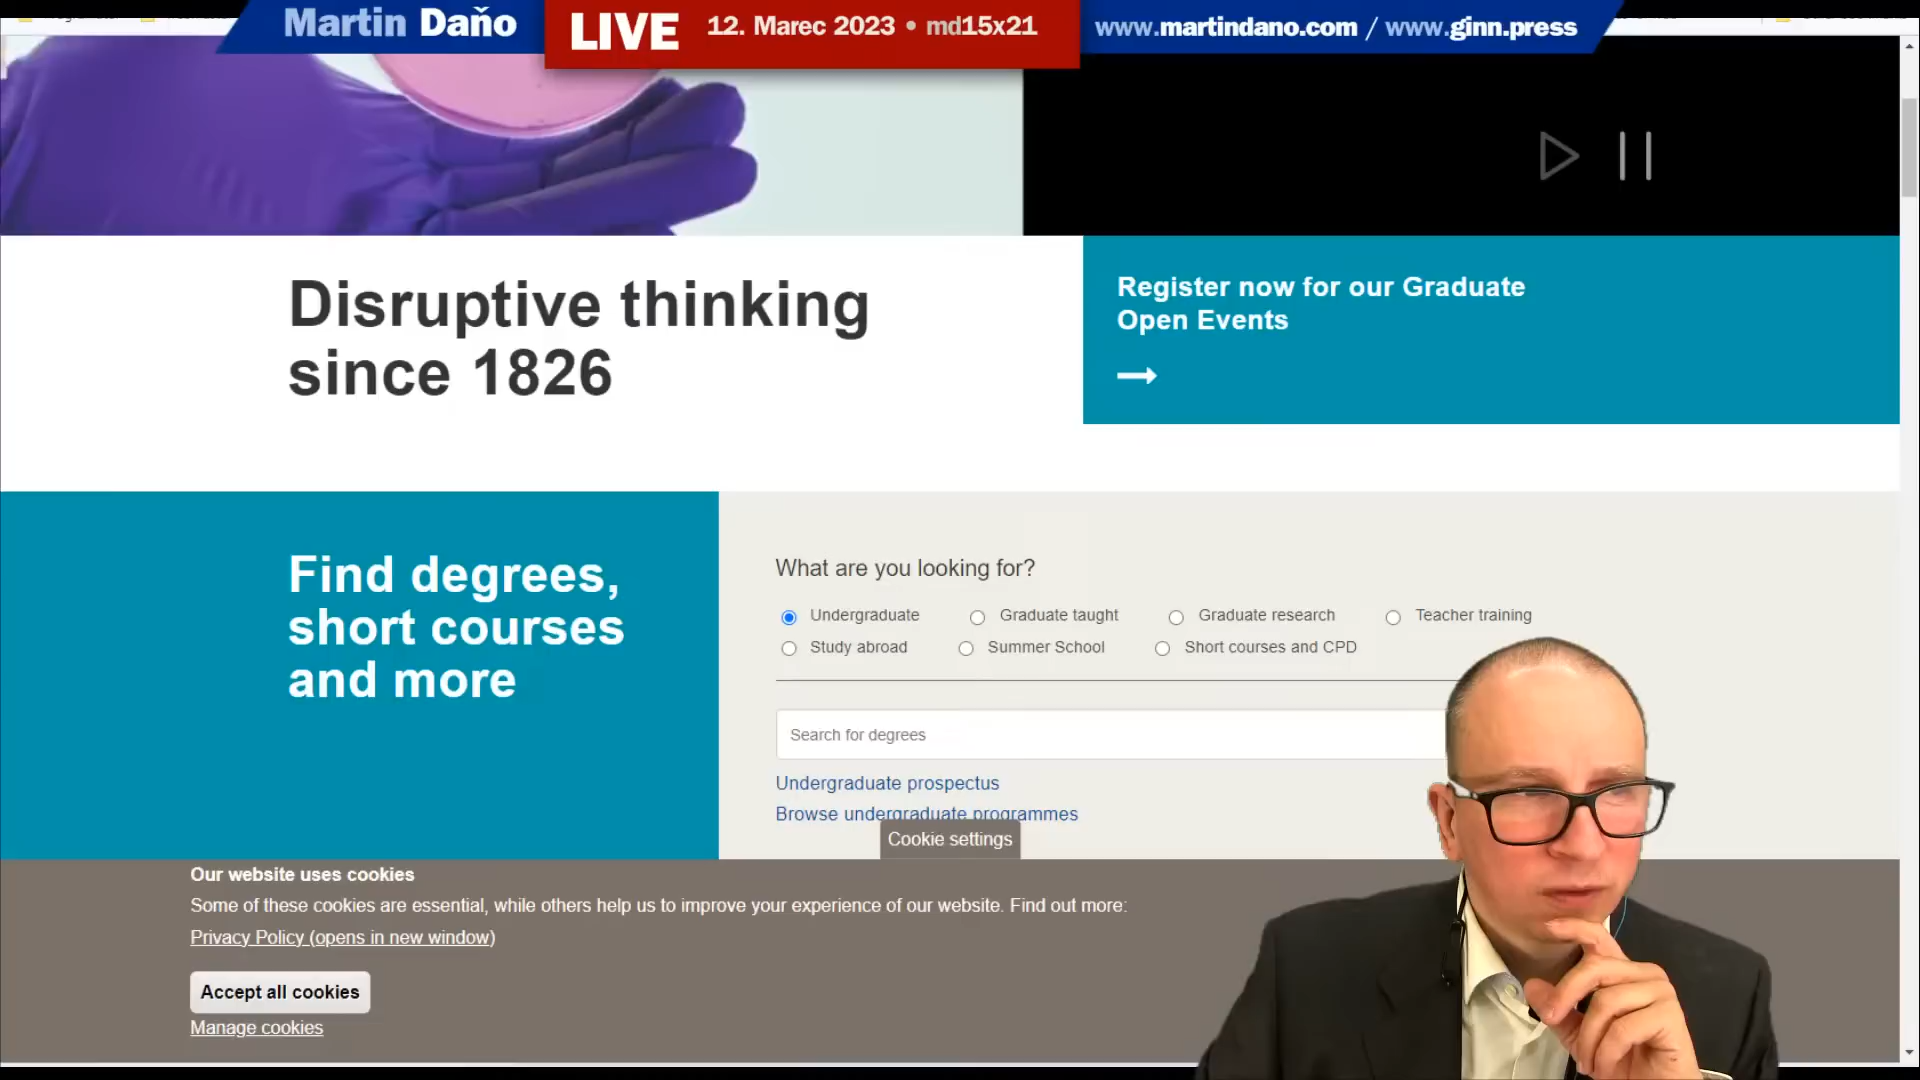 Martin Daňo
LIVE
12. Marec 2023 • md15x21
www.martindano.com / www.ginn.press
Disruptive thinking
since 1826
Register now for our Graduate
Open Events
Find degrees,
short courses
and more
What are you looking for?
Undergraduate Graduate taught Graduate research Teacher training
Study abroad Summer School Short courses and CPD
Search for degrees
Undergraduate prospectus
Browse undergraduate programmes
Cookie settings
Our website uses cookies
Some of these cookies are essential, while others help us to improve your experience of our website. Find out more:
Privacy Policy (opens in new window)
Accept all cookies
Manage cookies